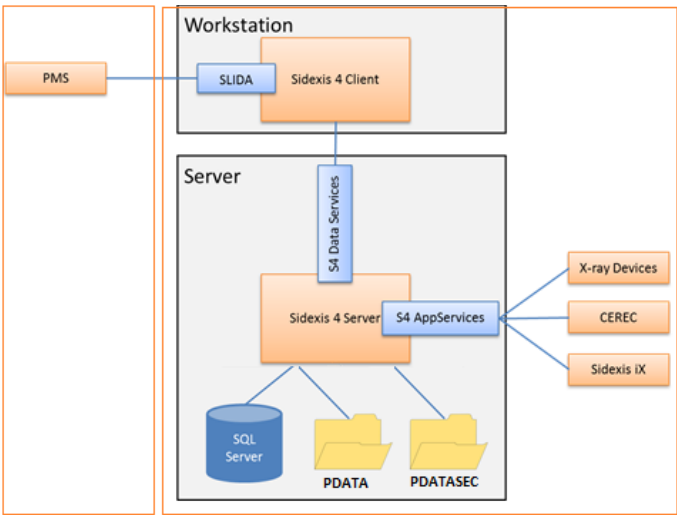 Workstation
PMS
SLIDA
Sidexis 4 Client
Server
S4 Data Services
X-ray Devices
Sidexis 4 Server
S4 AppServices
CEREC
Sidexis iX
SQL
Server
PDATA
PDATASEC